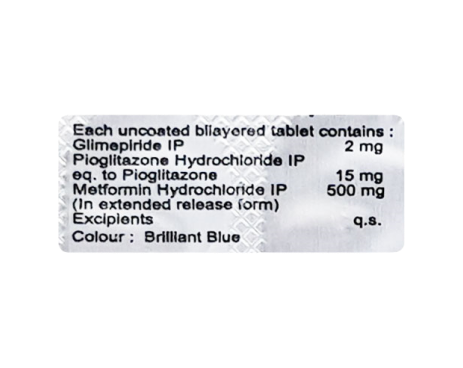 Each uncoated bilayered tablet contains :
Glimepiride IP 2 mg
Pioglitazone Hydrochloride IP
eq. to Pioglitazone 15 mg
Metformin Hydrochloride IP 500 mg
(In extended release form)
Excipients q.s.
Colour : Brilliant Blue